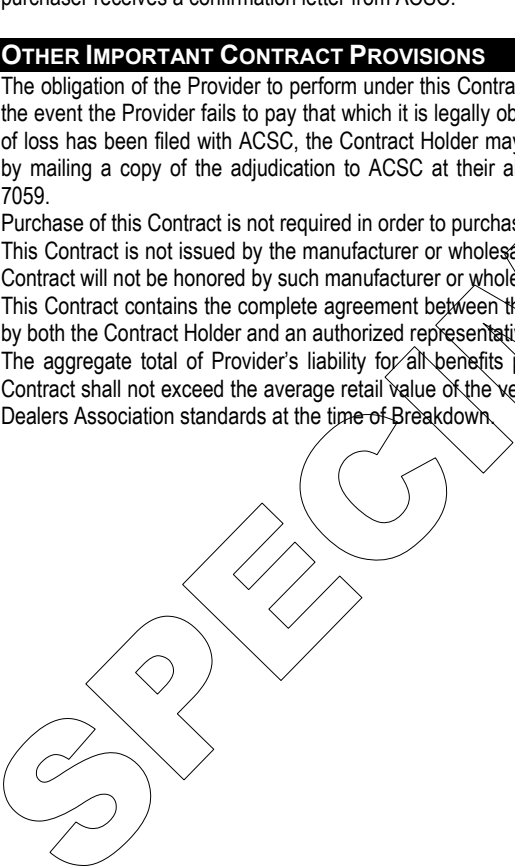 purchaser receives a confirmation letter from ACSC.
OTHER IMPORTANT CONTRACT PROVISIONS
The obligation of the Provider to perform under this Contra
the event the Provider fails to pay that which it is legally ob
of loss has been filed with ACSC, the Contract Holder may
by mailing a copy of the adjudication to ACSC at their a
7059.
Purchase of this Contract is not required in order to purchas
This Contract is not issued by the manufacturer or wholesa
Contract will not be honored by such manufacturer or whole
This Contract contains the complete agreement between th
by both the Contract Holder and an authorized representativ
The aggregate total of Provider's liability for all benefits p
Contract shall not exceed the average retail value of the ve
Dealers Association standards at the time of Breakdown.
SPECI